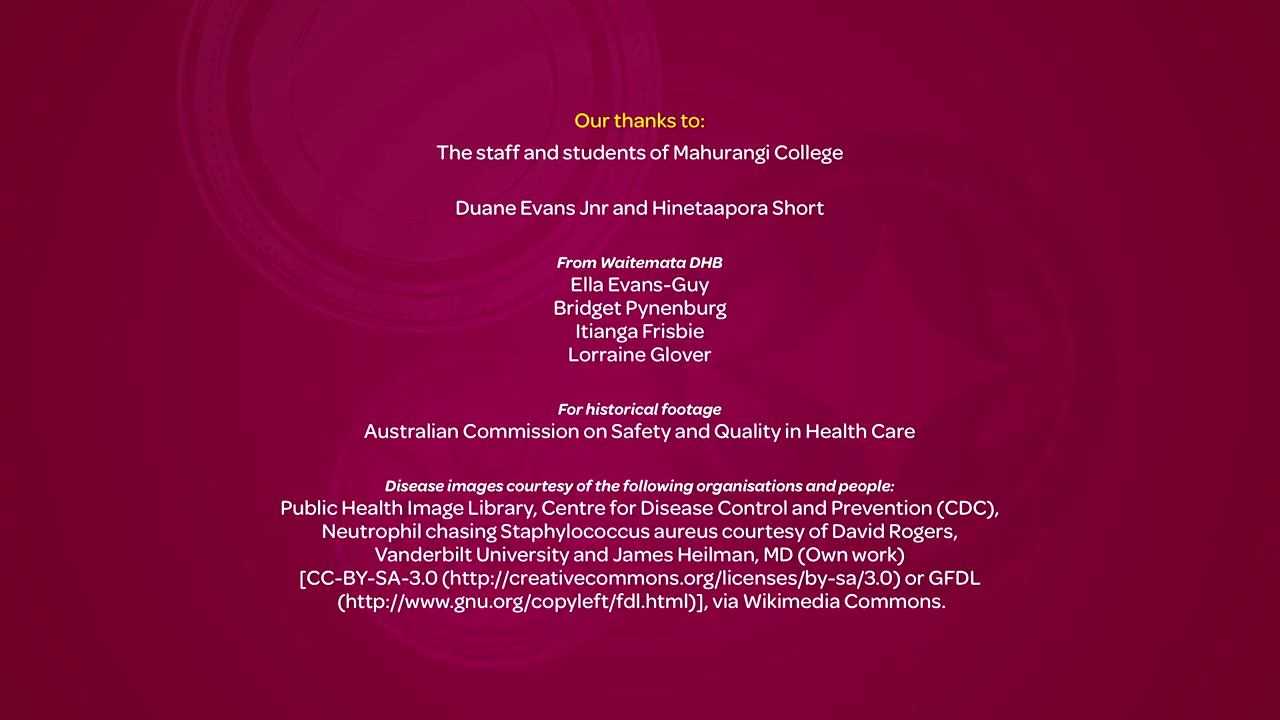 Our thanks to:
The staff and students of Mahurangi College
Duane Evans Jnr and Hinetaapora Short
From Waitemata DHB
Ella Evans-Guy
Bridget Pynenburg
Itianga Frisbie
Lorraine Glover
For historical footage
Australian Commission on Safety and Quality in Health Care
Disease images courtesy of the following organisations and people:
Public Health Image Library, Centre for Disease Control and Prevention (CDC),
Neutrophil chasing Staphylococcus aureus courtesy of David Rogers,
Vanderbilt University and James Heilman, MD (Own work)
[CC-BY-SA-3.0 (http://creativecommons.org/licenses/by-sa/3.0) or GFDL
(http://www.gnu.org/copyleft/fdl.html)], via Wikimedia Commons.